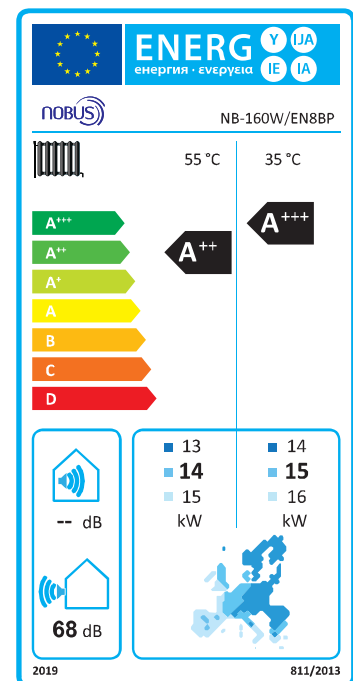 ENERG Y IJA
енергия · ενεργεια IE IA
NOBUS NB-160W/EN8BP
55 °C 35 °C
A+++
A+++
A++
A++
A+
A
B
C
D
13 14
14 15
15 16
kW kW
-- dB
68 dB
2019 811/2013